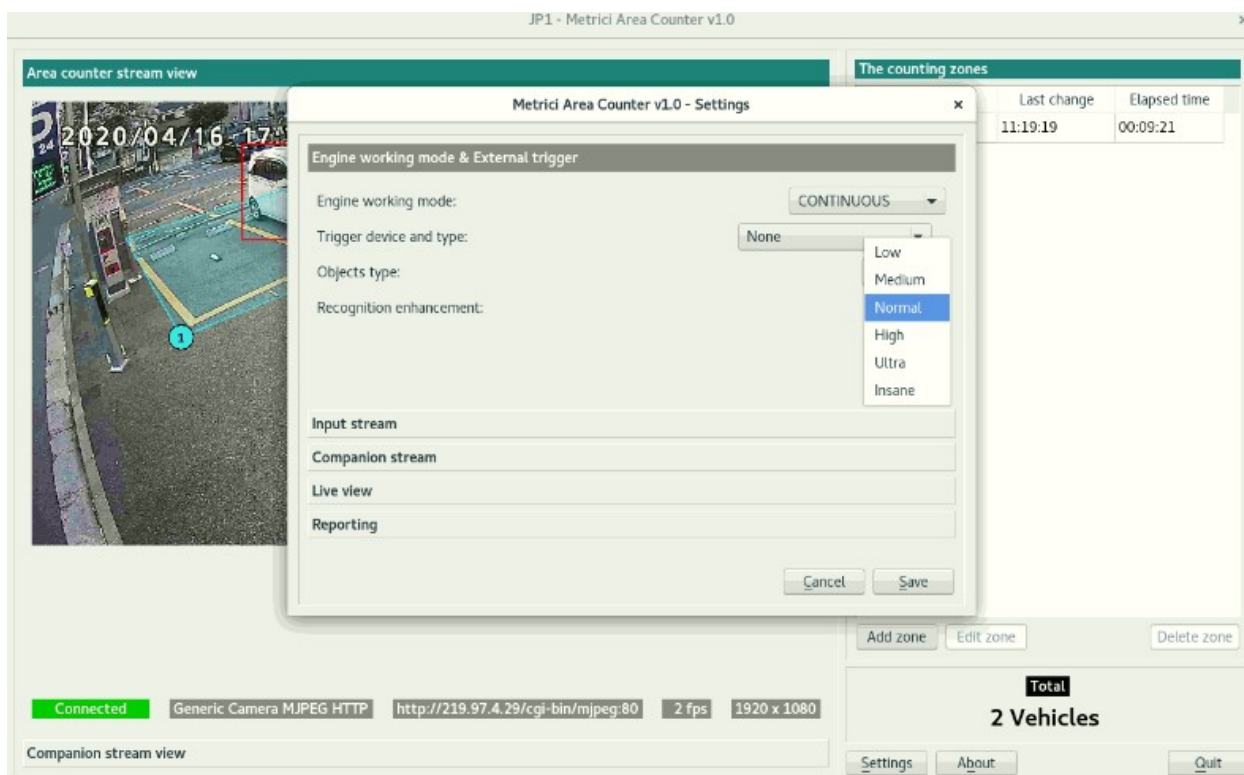 JP1 - Metrici Area Counter v1.0
Area counter stream view
2020/04/16-17
24
1
Connected
Generic Camera MJPEG HTTP
http://219.97.4.29/cgi-bin/mjpeg:80
2 fps
1920 x 1080
Companion stream view
Metrici Area Counter v1.0 - Settings
Engine working mode & External trigger
Engine working mode:
CONTINUOUS
Trigger device and type:
None
Objects type:
Recognition enhancement:
Low
Medium
Normal
High
Ultra
Insane
Input stream
Companion stream
Live view
Reporting
Cancel
Save
The counting zones
Last change
Elapsed time
11:19:19
00:09:21
Add zone
Edit zone
Delete zone
Total
2 Vehicles
Settings
About
Quit